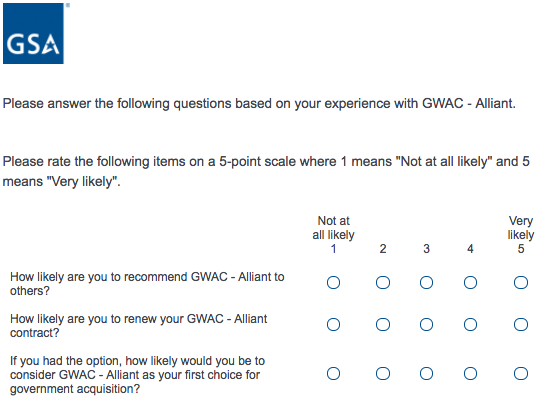 GSA
Please answer the following questions based on your experience with GWAC - Alliant.
Please rate the following items on a 5-point scale where 1 means "Not at all likely" and 5
means "Very likely".
Not at
all likely
1
2
3
4
Very
likely
5
How likely are you to recommend GWAC - Alliant to
others?
How likely are you to renew your GWAC - Alliant
contract?
If you had the option, how likely would you be to
consider GWAC - Alliant as your first choice for
government acquisition?